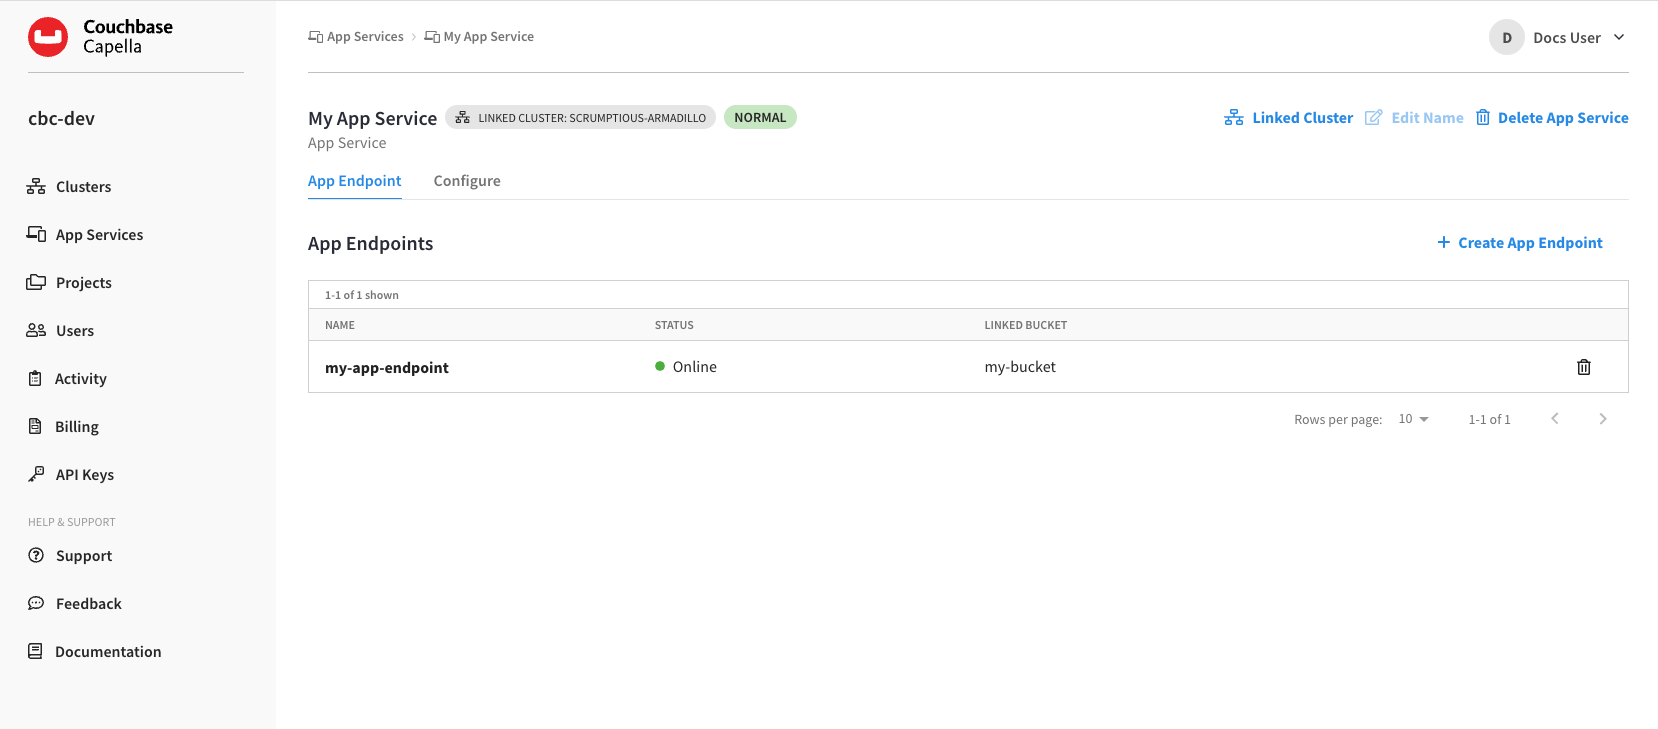 Couchbase
Capella
cbc-dev
Clusters
App Services
Projects
Users
Activity
Billing
API Keys
HELP & SUPPORT
Support
Feedback
Documentation
App Services > My App Service
D Docs User
My App Service LINKED CLUSTER: SCRUMPTIOUS-ARMADILLO NORMAL
App Service
Linked Cluster Edit Name Delete App Service
App Endpoint Configure
App Endpoints
+ Create App Endpoint
1-1 of 1 shown
NAME STATUS LINKED BUCKET
my-app-endpoint Online my-bucket
Rows per page: 10 1-1 of 1